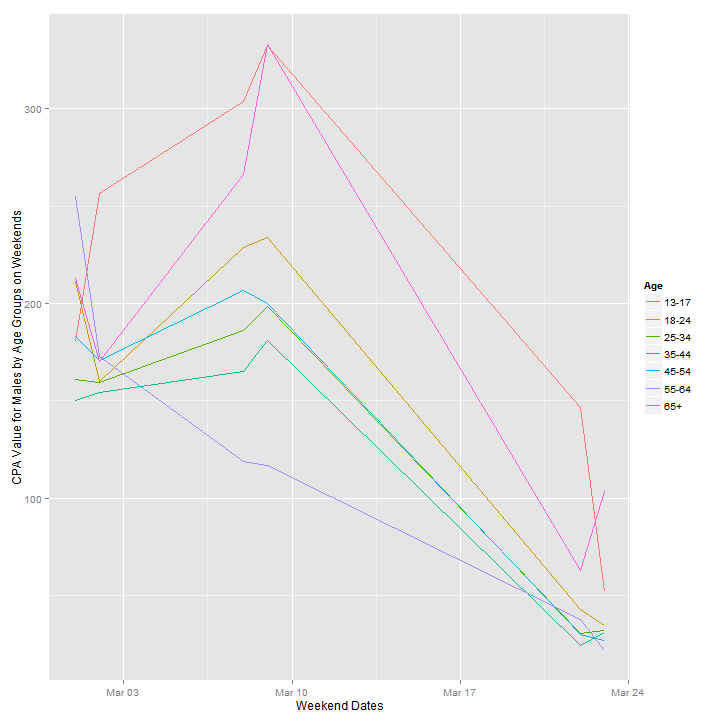 CPA Value for Males by Age Groups on Weekends
300
200
100
Mar 03
Mar 10
Mar 17
Mar 24
Weekend Dates
Age
13-17
18-24
25-34
35-44
45-54
55-64
65+